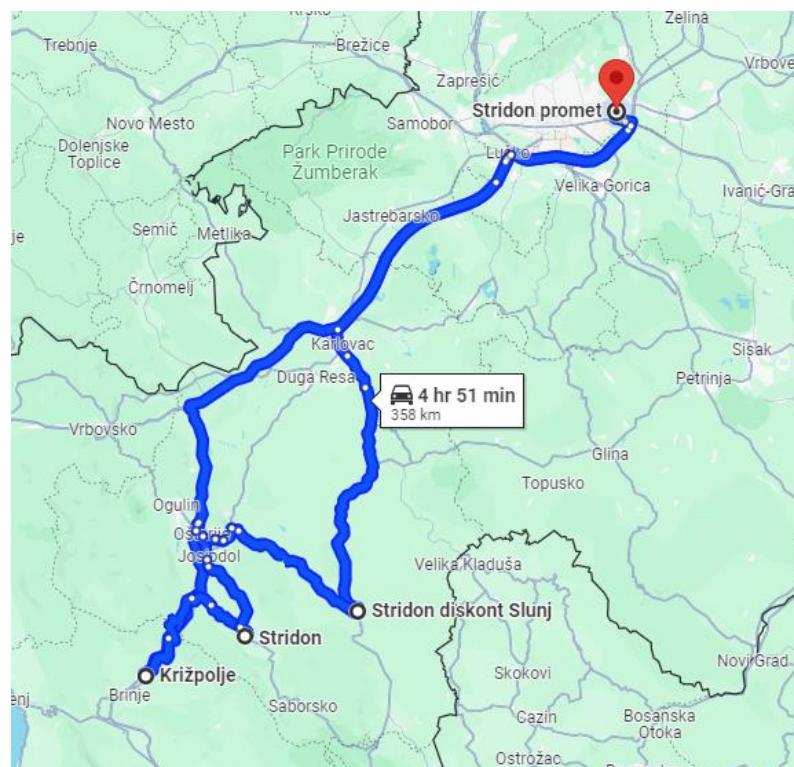 Trebnje
Brežice
Zelina
Zaprešić
Vrbove
Novo Mesto
Samobor
Stridon promet
Dolenjske
Toplice
Park Prirode
Žumberak
Velika Gorica
Ivanić-Gra
Semič
Metlika
Jastrebarsko
je
Črnomelj
Karlovac
Sisak
Duga Resa
Petrinja
4 hr 51 min
358 km
Vrbovsko
Glina
Topusko
Ogulin
Josipdol
Velika Kladuša
Stridon diskont Slunj
Stridon
Križpolje
Novi Grad
Brinje
Skokovi
enj
Saborsko
Cazin
Bosanska
Otoka
Ostrožac